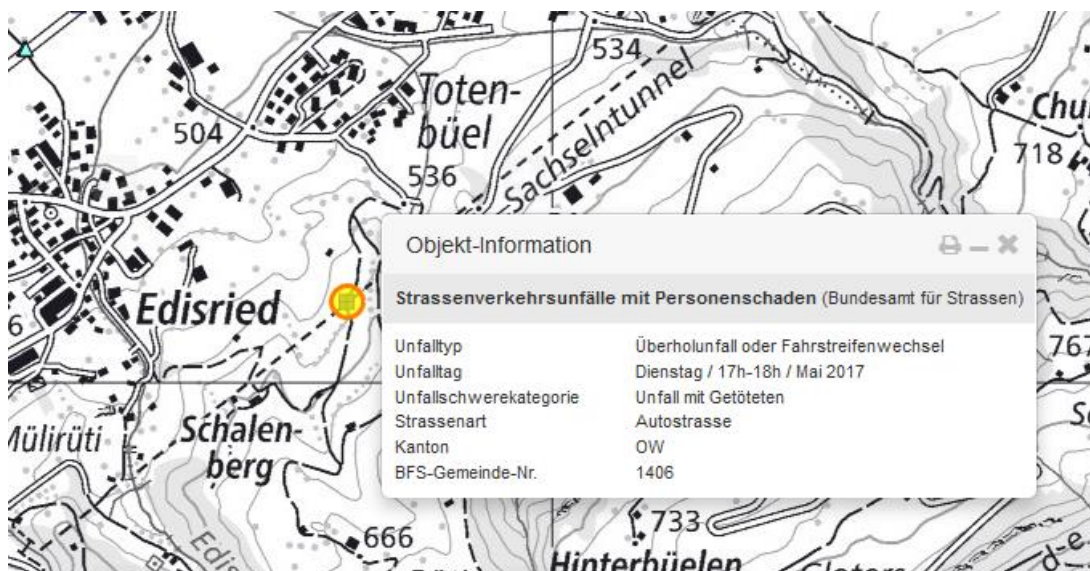 534
Toten-
büel
Sachselntunnel
504
536
718
Objekt-Information
Strassenverkehrsunfälle mit Personenschaden (Bundesamt für Strassen)
Unfalltyp Überholunfall oder Fahrstreifenwechsel
Unfalltag Dienstag / 17h-18h / Mai 2017
Unfallschwerekategorie Unfall mit Getöteten
Strassenart Autostrasse
Kanton OW
BFS-Gemeinde-Nr. 1406
Edisried
6
767
Mülirüti
Schalen-
berg
666
733
Hinterbüelen